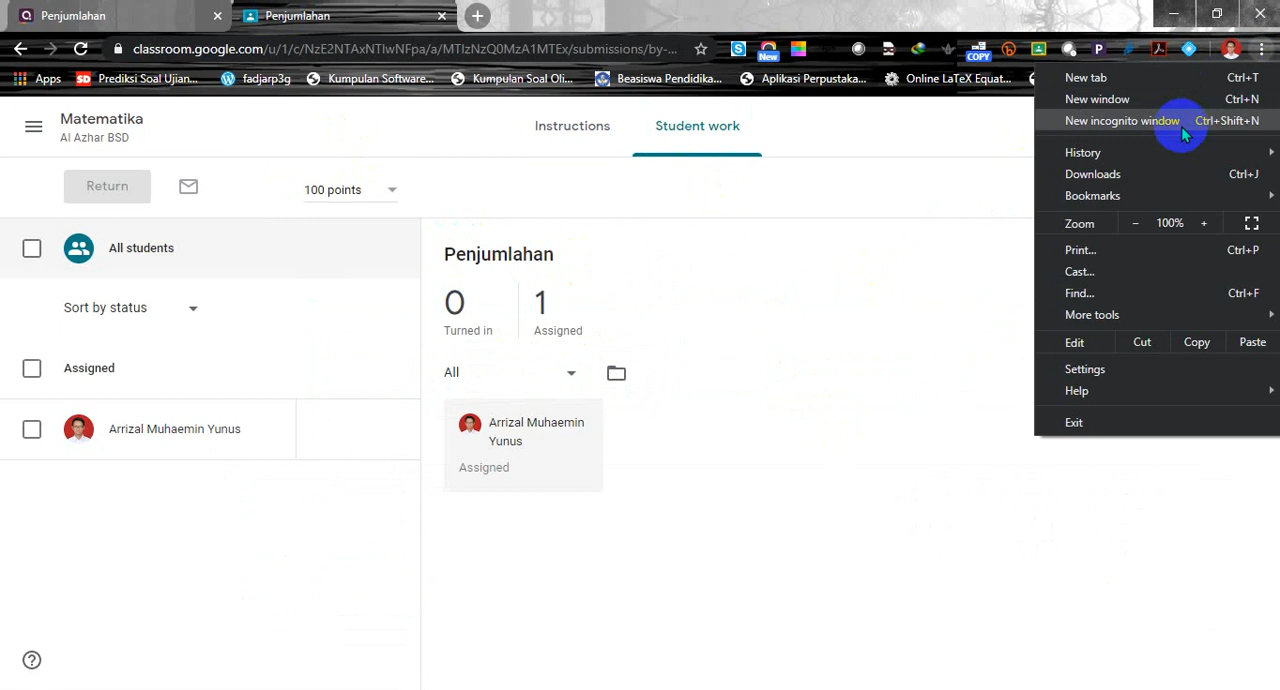 Penjumlahan
Penjumlahan
classroom.google.com/u/1/c/NzE2NTAxNTIwNFpa/a/MTIzNzQ0MzA1MTEx/submissions/by-...
New
COPY
Apps
Prediksi Soal Ujian...
fadjarp3g
Kumpulan Software...
Kumpulan Soal Oli...
Beasiswa Pendidika...
Aplikasi Perpustaka...
Online LaTeX Equat...
New tab Ctrl+T
New window Ctrl+N
New incognito window Ctrl+Shift+N
History
Downloads Ctrl+J
Bookmarks
Zoom - 100% +
Print... Ctrl+P
Cast...
Find... Ctrl+F
More tools
Edit Cut Copy Paste
Settings
Help
Exit
Matematika
Al Azhar BSD
Instructions
Student work
Return
100 points
All students
Sort by status
Assigned
Arrizal Muhaemin Yunus
Penjumlahan
0 1
Turned in Assigned
All
Arrizal Muhaemin
Yunus
Assigned